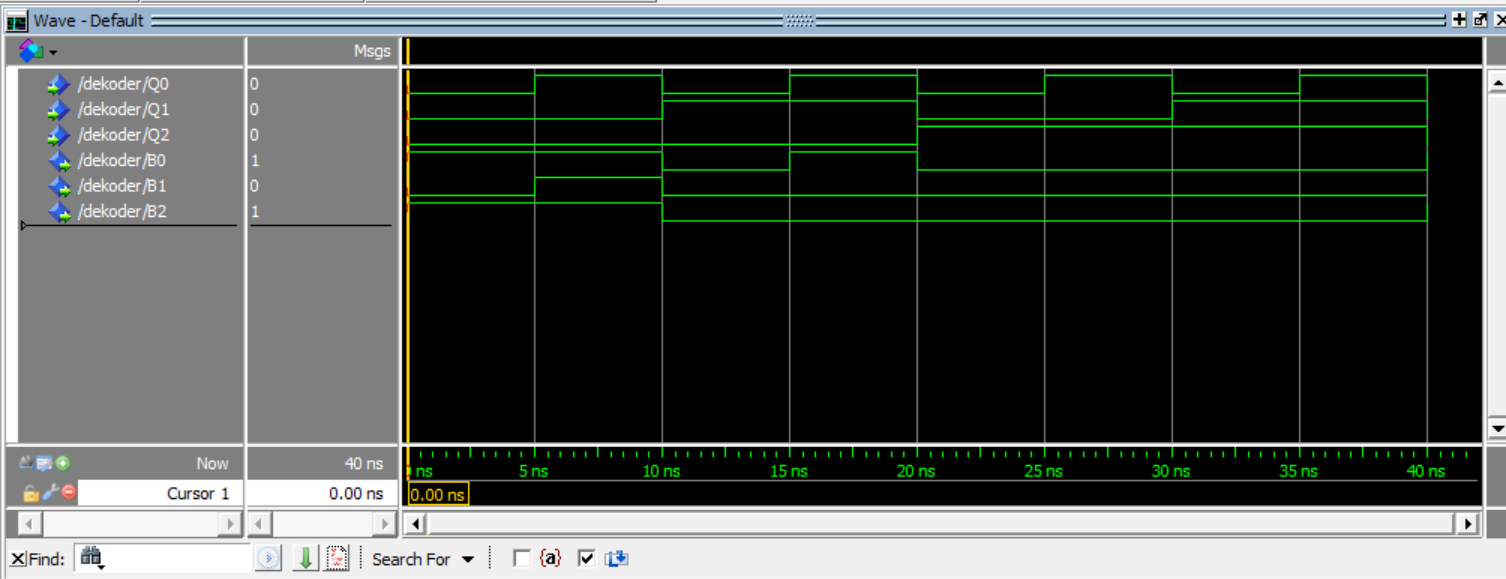 Wave - Default
Msgs
/dekoder/Q0 0
/dekoder/Q1 0
/dekoder/Q2 0
/dekoder/B0 1
/dekoder/B1 0
/dekoder/B2 1
Now 40 ns
ns 5 ns 10 ns 15 ns 20 ns 25 ns 30 ns 35 ns 40 ns
Cursor 1 0.00 ns 0.00 ns
Find: Search For {a}